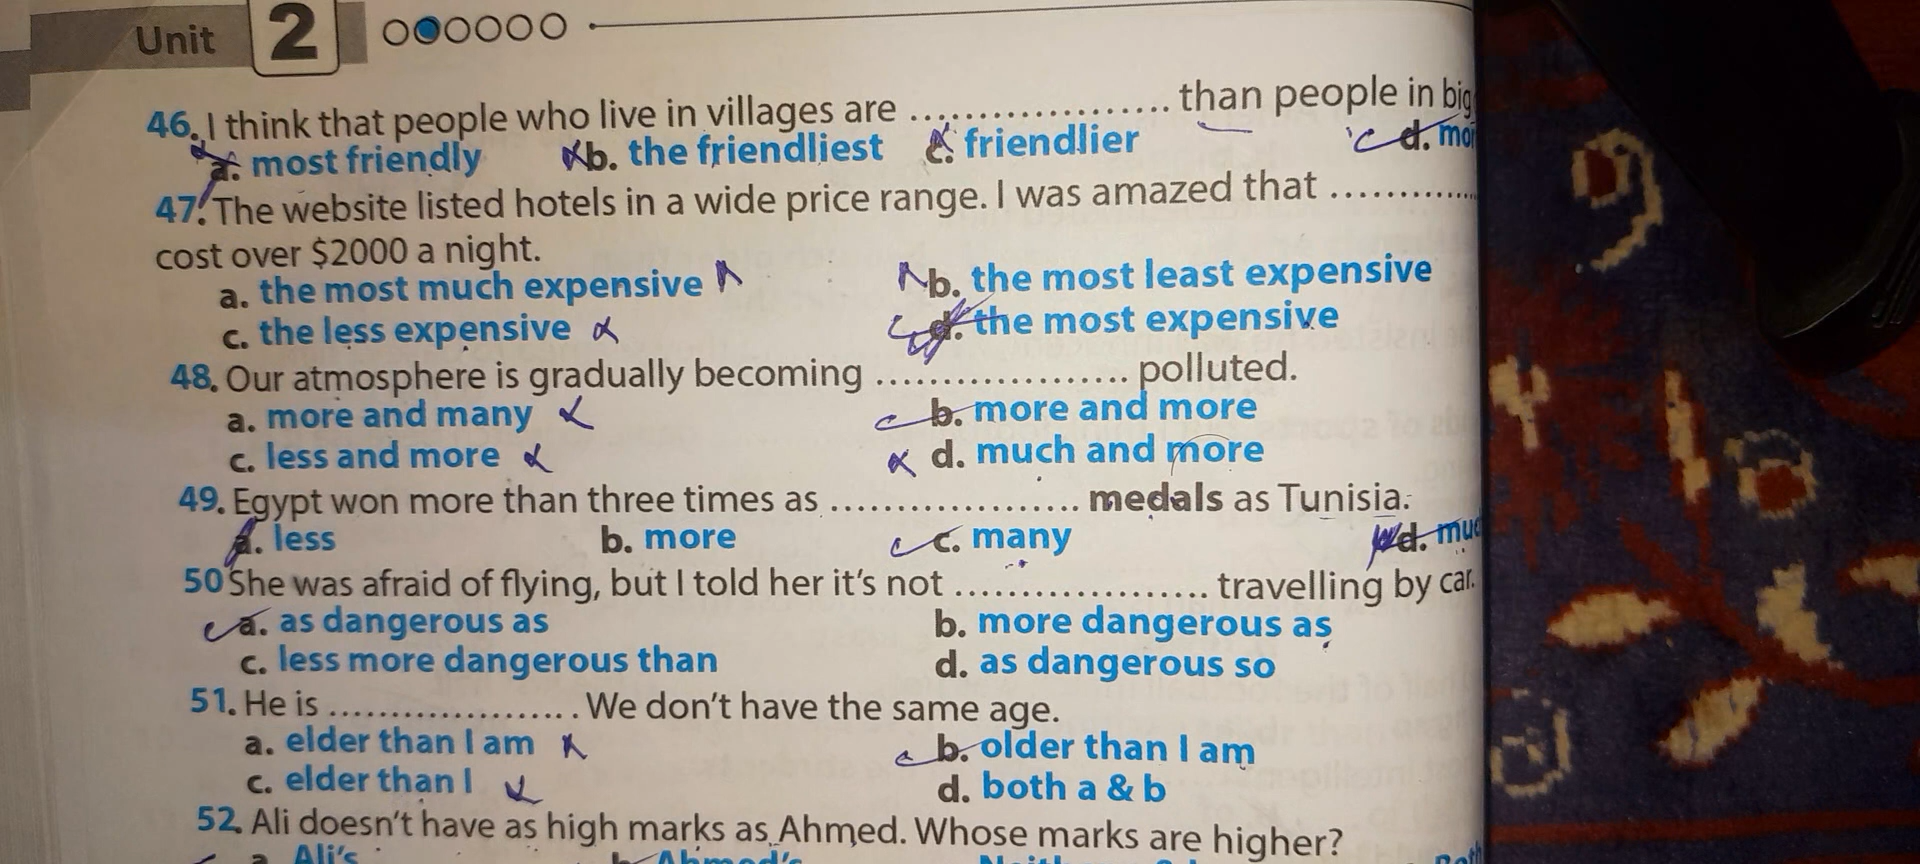 Unit 2
46. I think that people who live in villages are .................... than people in big
a. most friendly b. the friendliest c. friendlier d.
47. The website listed hotels in a wide price range. I was amazed that .............
cost over $2000 a night.
a. the most much expensive b. the most least expensive
c. the less expensive d. the most expensive
48. Our atmosphere is gradually becoming .................... polluted.
a. more and many b. more and more
c. less and more d. much and more
49. Egypt won more than three times as .................... medals as Tunisia.
a. less b. more c. many d.
50 She was afraid of flying, but I told her it's not .................... travelling by car.
a. as dangerous as b. more dangerous as
c. less more dangerous than d. as dangerous so
51. He is .................... We don't have the same age.
a. elder than I am b. older than I am
c. elder than I d. both a & b
52. Ali doesn't have as high marks as Ahmed. Whose marks are higher?
a. Ali's b. Ahmed's